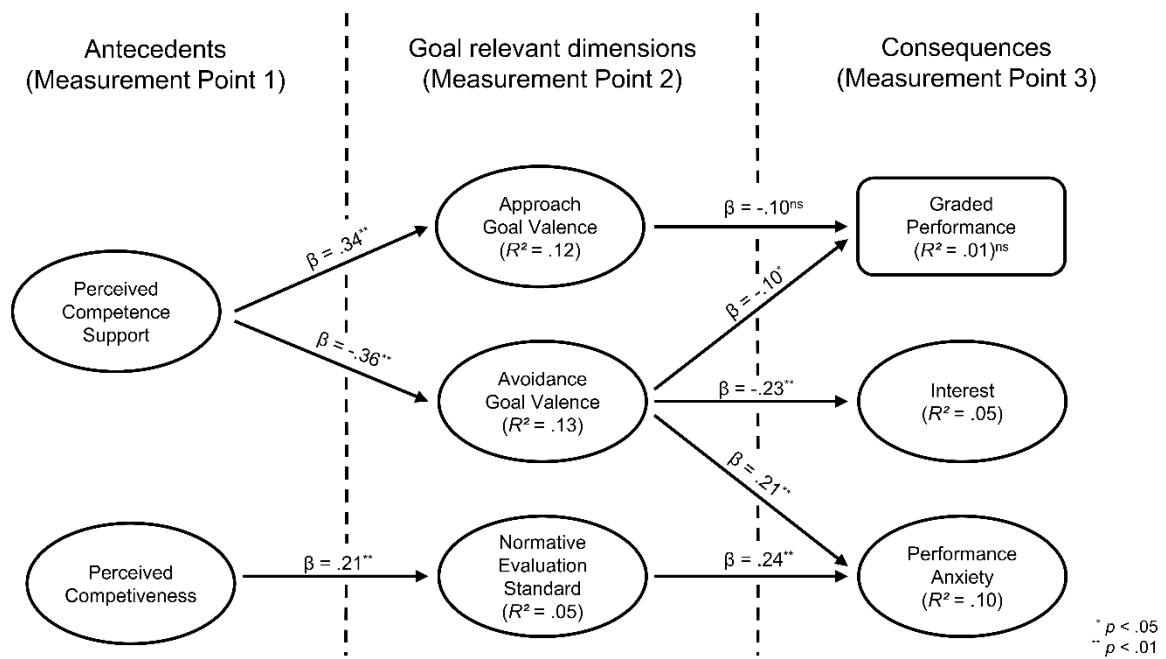 Antecedents
(Measurement Point 1)
Goal relevant dimensions
(Measurement Point 2)
Consequences
(Measurement Point 3)
Perceived
Competence
Support
β = .34**
β = -.36**
Approach
Goal Valence
(R² = .12)
β = -.10ns
Graded
Performance
(R² = .01)ns
β = -.10*
Avoidance
Goal Valence
(R² = .13)
β = -.23**
Interest
(R² = .05)
β = .21**
Perceived
Competiveness
β = .21**
Normative
Evaluation
Standard
(R² = .05)
β = .24**
Performance
Anxiety
(R² = .10)
* p < .05
** p < .01